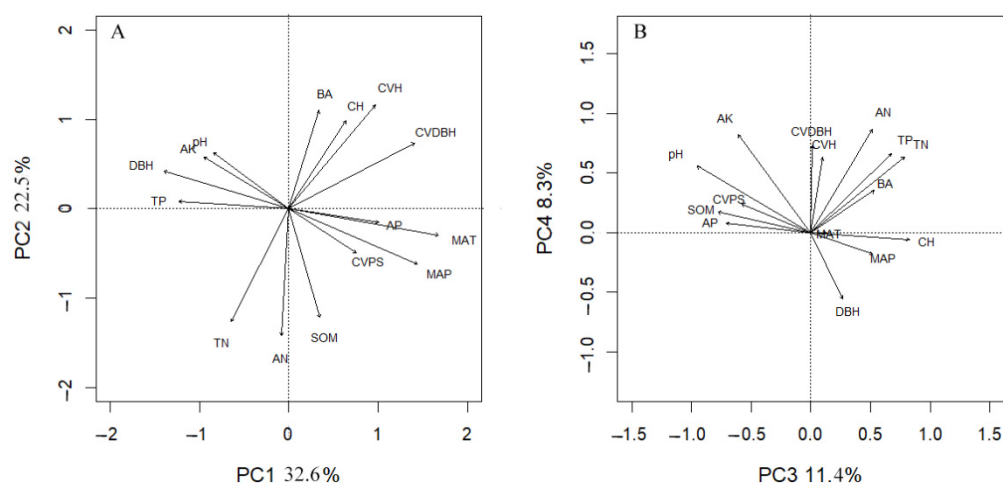 A
2
1
0
−1
−2
PC2 22.5%
BA
CVH
CH
CVDBH
pH
AK
DBH
TP
AP
MAT
CVPS
MAP
TN
AN
SOM
−2 −1 0 1 2
PC1 32.6%
B
1.5
1.0
0.5
0.0
−0.5
−1.0
PC4 8.3%
AK
AN
CVDBH
CVH
TP TN
pH
BA
CVPS
SOM
AP
MAT
CH
MAP
DBH
−1.5 −1.0 −0.5 0.0 0.5 1.0 1.5
PC3 11.4%